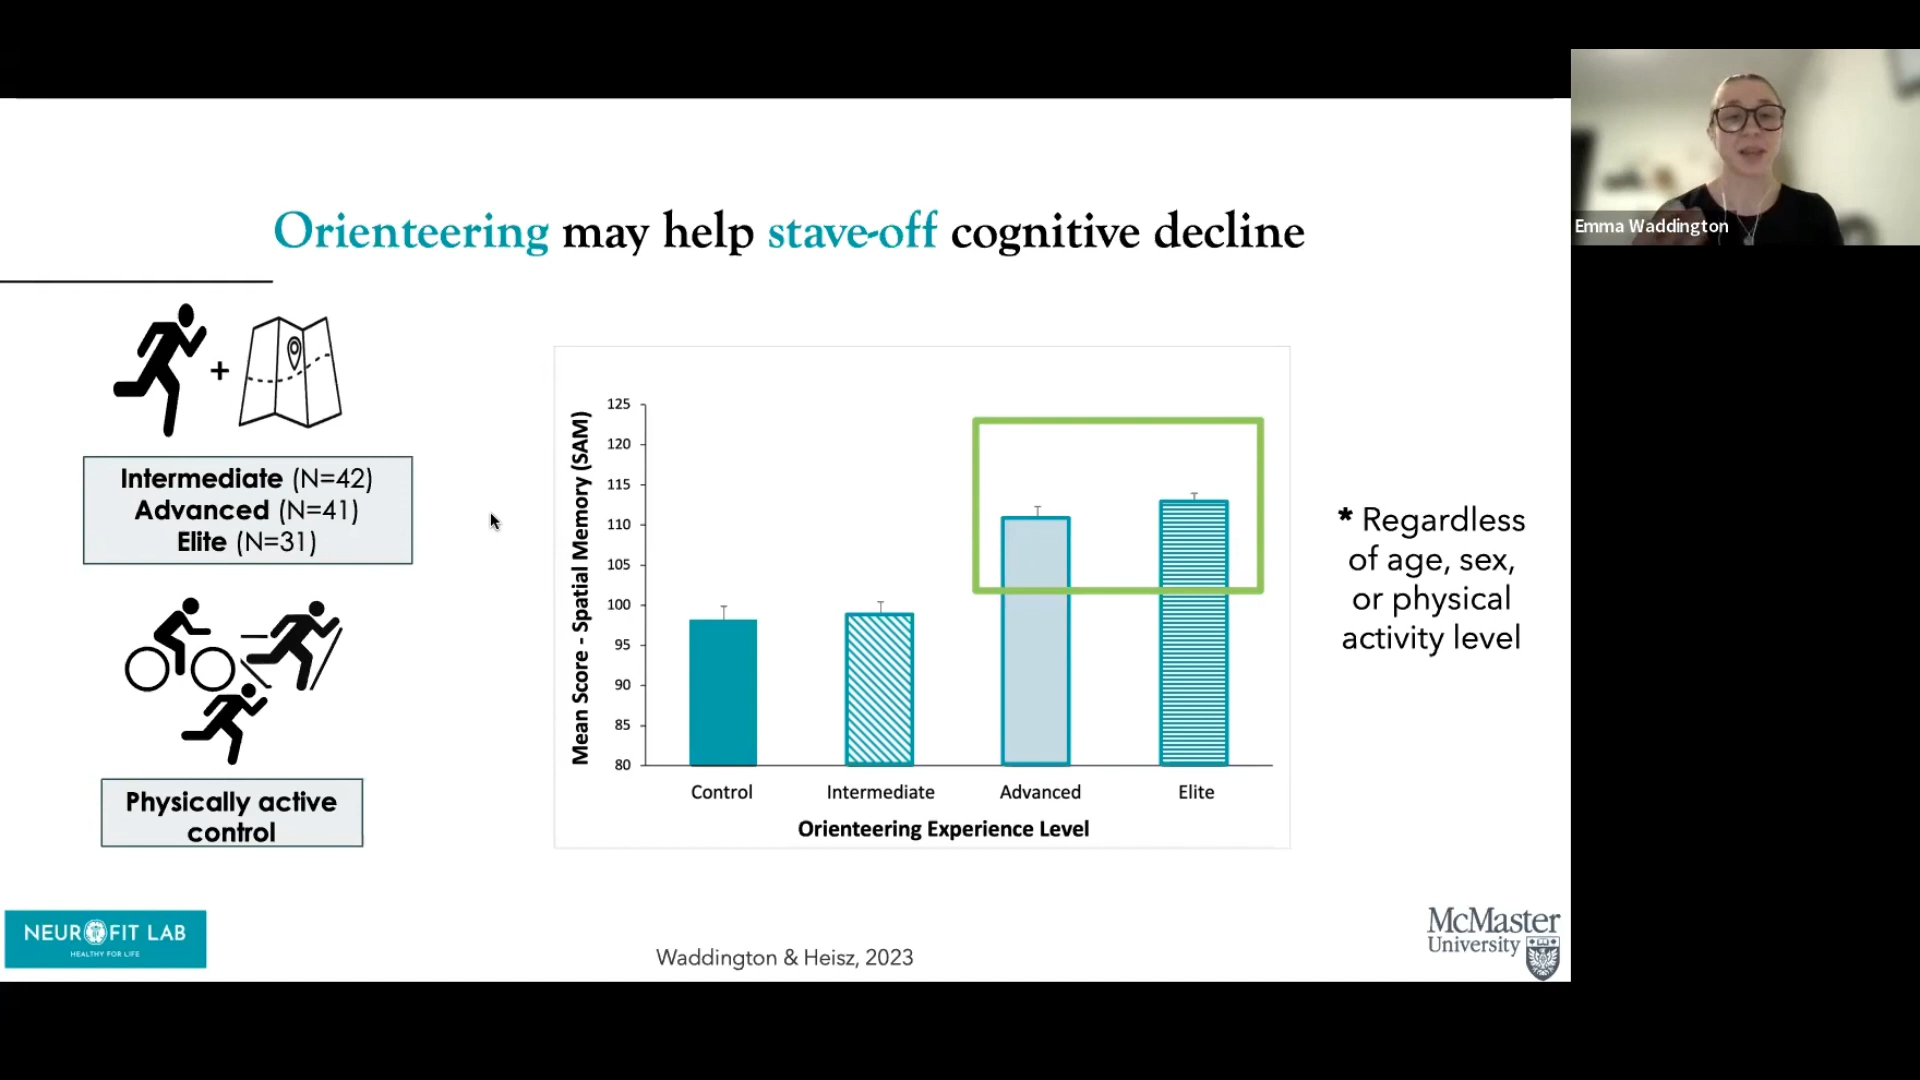 Emma Waddington
Orienteering may help stave-off cognitive decline
+
Intermediate (N=42)
Advanced (N=41)
Elite (N=31)
Physically active
control
Mean Score - Spatial Memory (SAM)
125
120
115
110
105
100
95
90
85
80
Control Intermediate Advanced Elite
Orienteering Experience Level
* Regardless
of age, sex,
or physical
activity level
NEUROFIT LAB
HEALTHY FOR LIFE
Waddington & Heisz, 2023
McMaster
University